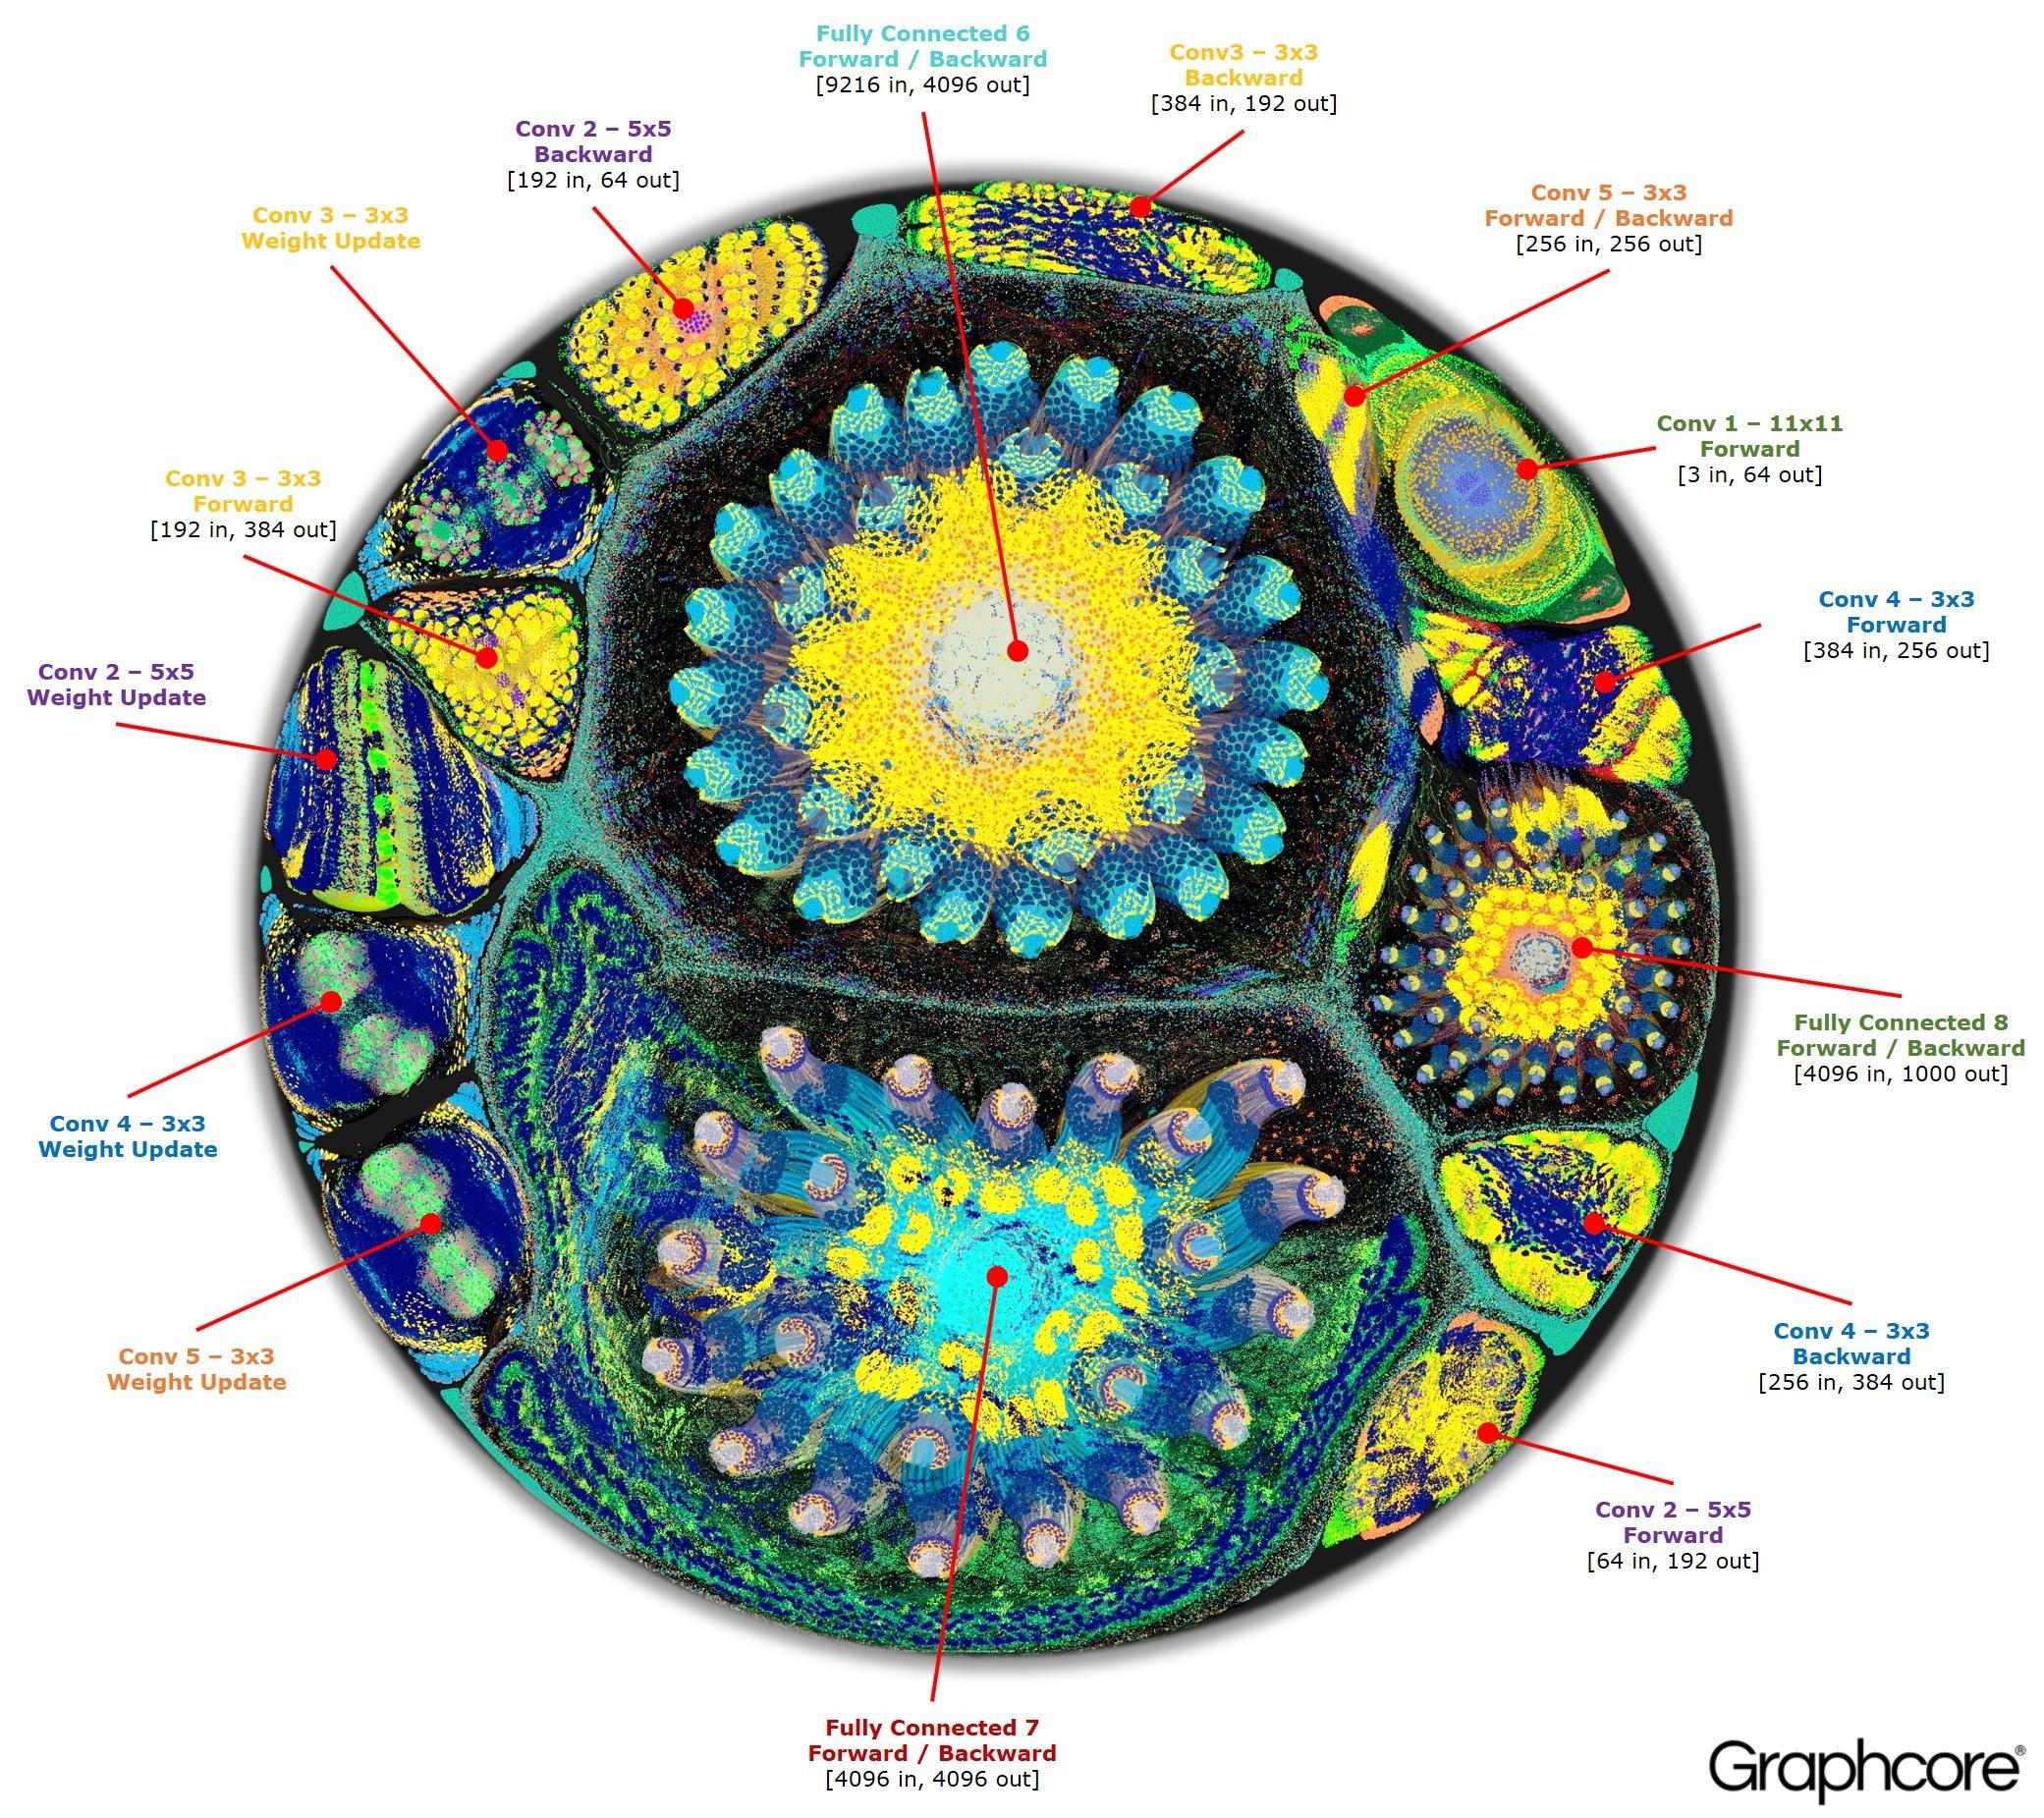 Fully Connected 6
Forward / Backward
[9216 in, 4096 out]
Conv3 – 3x3
Backward
[384 in, 192 out]
Conv 2 – 5x5
Backward
[192 in, 64 out]
Conv 5 – 3x3
Forward / Backward
[256 in, 256 out]
Conv 3 – 3x3
Weight Update
Conv 1 – 11x11
Forward
[3 in, 64 out]
Conv 3 – 3x3
Forward
[192 in, 384 out]
Conv 4 – 3x3
Forward
[384 in, 256 out]
Conv 2 – 5x5
Weight Update
Fully Connected 8
Forward / Backward
[4096 in, 1000 out]
Conv 4 – 3x3
Weight Update
Conv 4 – 3x3
Backward
[256 in, 384 out]
Conv 5 – 3x3
Weight Update
Conv 2 – 5x5
Forward
[64 in, 192 out]
Fully Connected 7
Forward / Backward
[4096 in, 4096 out]
Graphcore®